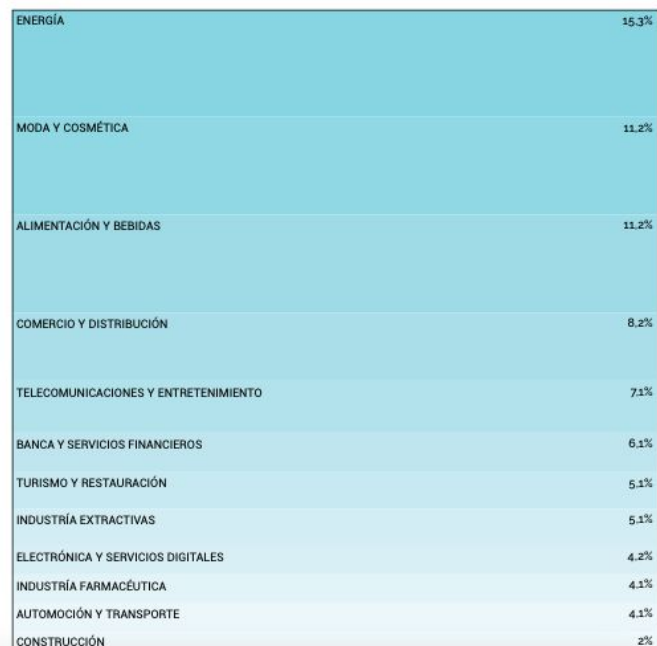 ENERGÍA 15.3%
MODA Y COSMÉTICA 11,2%
ALIMENTACIÓN Y BEBIDAS 11,2%
COMERCIO Y DISTRIBUCIÓN 8,2%
TELECOMUNICACIONES Y ENTRETENIMIENTO 7.1%
BANCA Y SERVICIOS FINANCIEROS 6,1%
TURISMO Y RESTAURACIÓN 5.1%
INDUSTRÍA EXTRACTIVAS 5.1%
ELECTRÓNICA Y SERVICIOS DIGITALES 4.2%
INDUSTRÍA FARMACÉUTICA 4.1%
AUTOMOCIÓN Y TRANSPORTE 4.1%
CONSTRUCCIÓN 2%